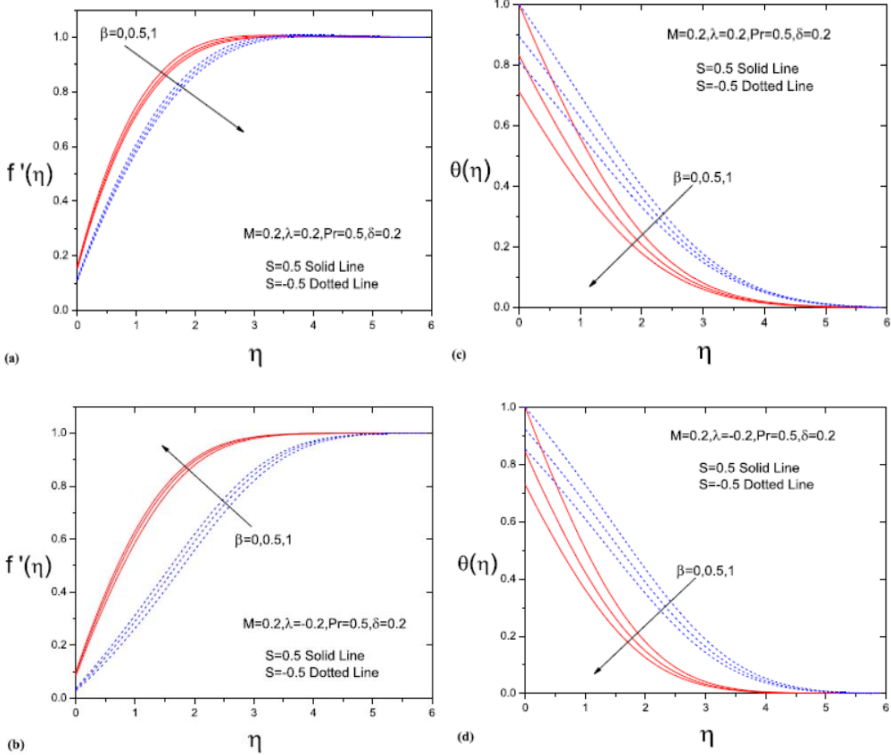 1.0
0.8
0.6
0.4
0.2
0.0
f '(η)
β=0,0.5,1
M=0.2,λ=0.2,Pr=0.5,δ=0.2
S=0.5 Solid Line
S=-0.5 Dotted Line
0 1 2 3 4 5 6
η
(a)
1.0
0.8
0.6
0.4
0.2
0.0
θ(η)
M=0.2,λ=0.2,Pr=0.5,δ=0.2
S=0.5 Solid Line
S=-0.5 Dotted Line
β=0,0.5,1
0 1 2 3 4 5 6
η
(c)
1.0
0.8
0.6
0.4
0.2
0.0
f '(η)
β=0,0.5,1
M=0.2,λ=-0.2,Pr=0.5,δ=0.2
S=0.5 Solid Line
S=-0.5 Dotted Line
0 1 2 3 4 5 6
η
(b)
1.0
0.8
0.6
0.4
0.2
0.0
θ(η)
M=0.2,λ=-0.2,Pr=0.5,δ=0.2
S=0.5 Solid Line
S=-0.5 Dotted Line
β=0,0.5,1
0 1 2 3 4 5 6
η
(d)